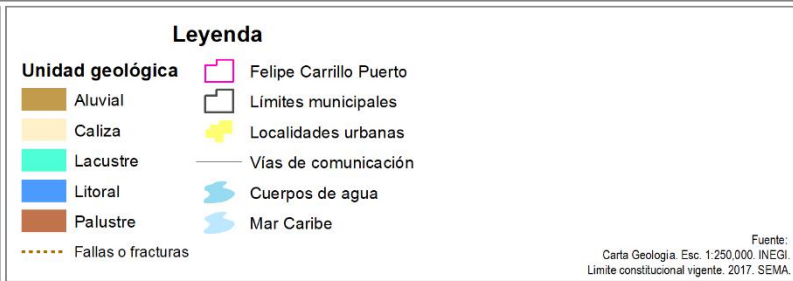 Leyenda
Unidad geológica
Aluvial
Caliza
Lacustre
Litoral
Palustre
Fallas o fracturas
Felipe Carrillo Puerto
Límites municipales
Localidades urbanas
Vías de comunicación
Cuerpos de agua
Mar Caribe
Fuente:
Carta Geologia. Esc. 1:250,000. INEGI.
Limite constitucional vigente. 2017. SEMA.